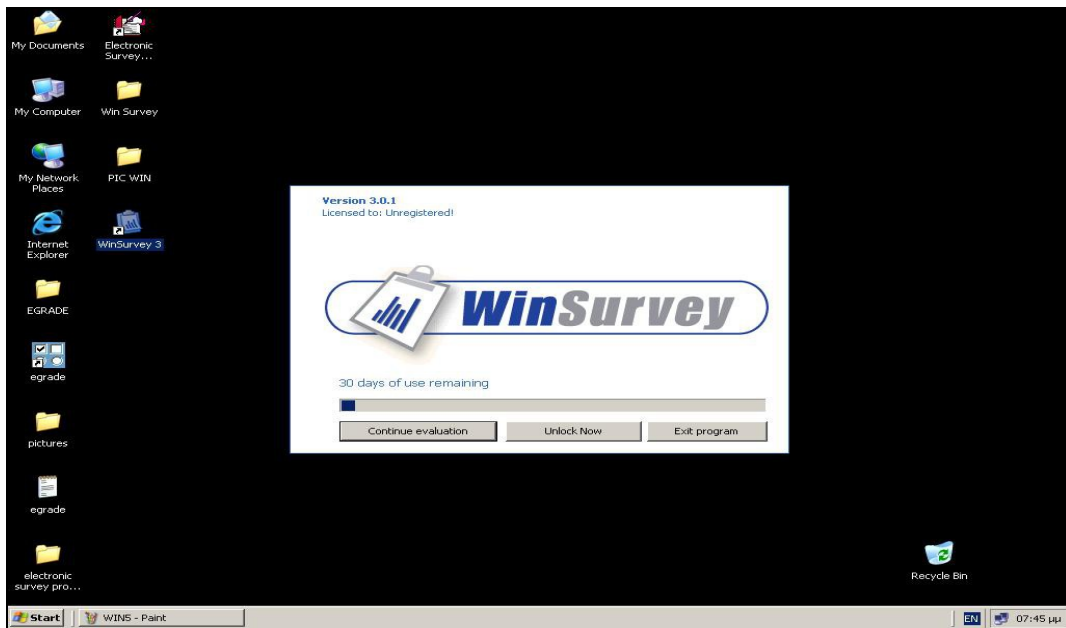 My Documents
Electronic
Survey...
My Computer
Win Survey
My Network
Places
PIC WIN
Internet
Explorer
WinSurvey 3
EGRADE
egrade
pictures
egrade
electronic
survey pro...
Version 3.0.1
Licensed to: Unregistered!
WinSurvey
30 days of use remaining
Continue evaluation
Unlock Now
Exit program
Recycle Bin
Start
WIN5 - Paint
EN
07:45 μμ